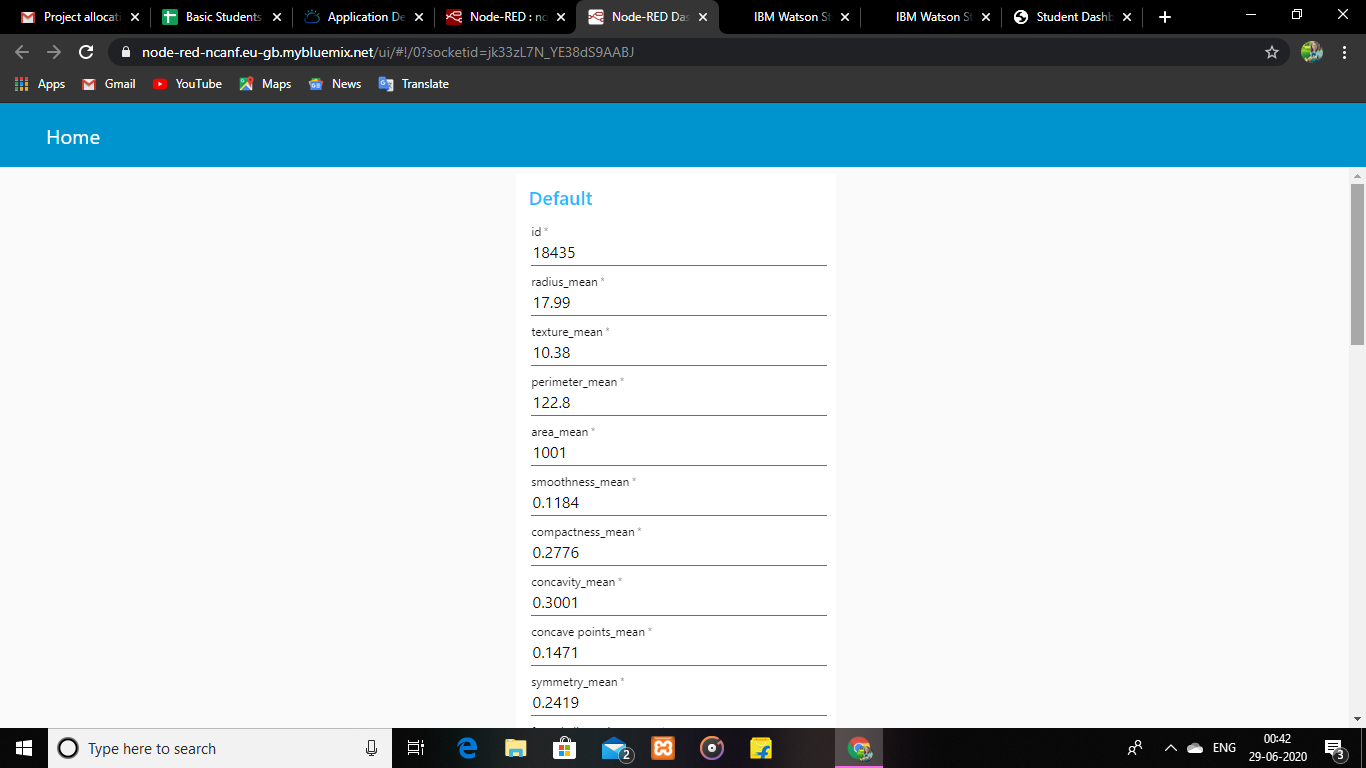 Project allocati
Basic Students
Application De
Node-RED : no
Node-RED Das
IBM Watson St
IBM Watson St
Student Dashb
node-red-ncanf.eu-gb.mybluemix.net/ui/#!/0?socketid=jk33zL7N_YE38dS9AABJ
Apps
Gmail
YouTube
Maps
News
Translate
Home
Default
id *
18435
radius_mean *
17.99
texture_mean *
10.38
perimeter_mean *
122.8
area_mean *
1001
smoothness_mean *
0.1184
compactness_mean *
0.2776
concavity_mean *
0.3001
concave points_mean *
0.1471
symmetry_mean *
0.2419
Type here to search
2
ENG
00:42
29-06-2020
3